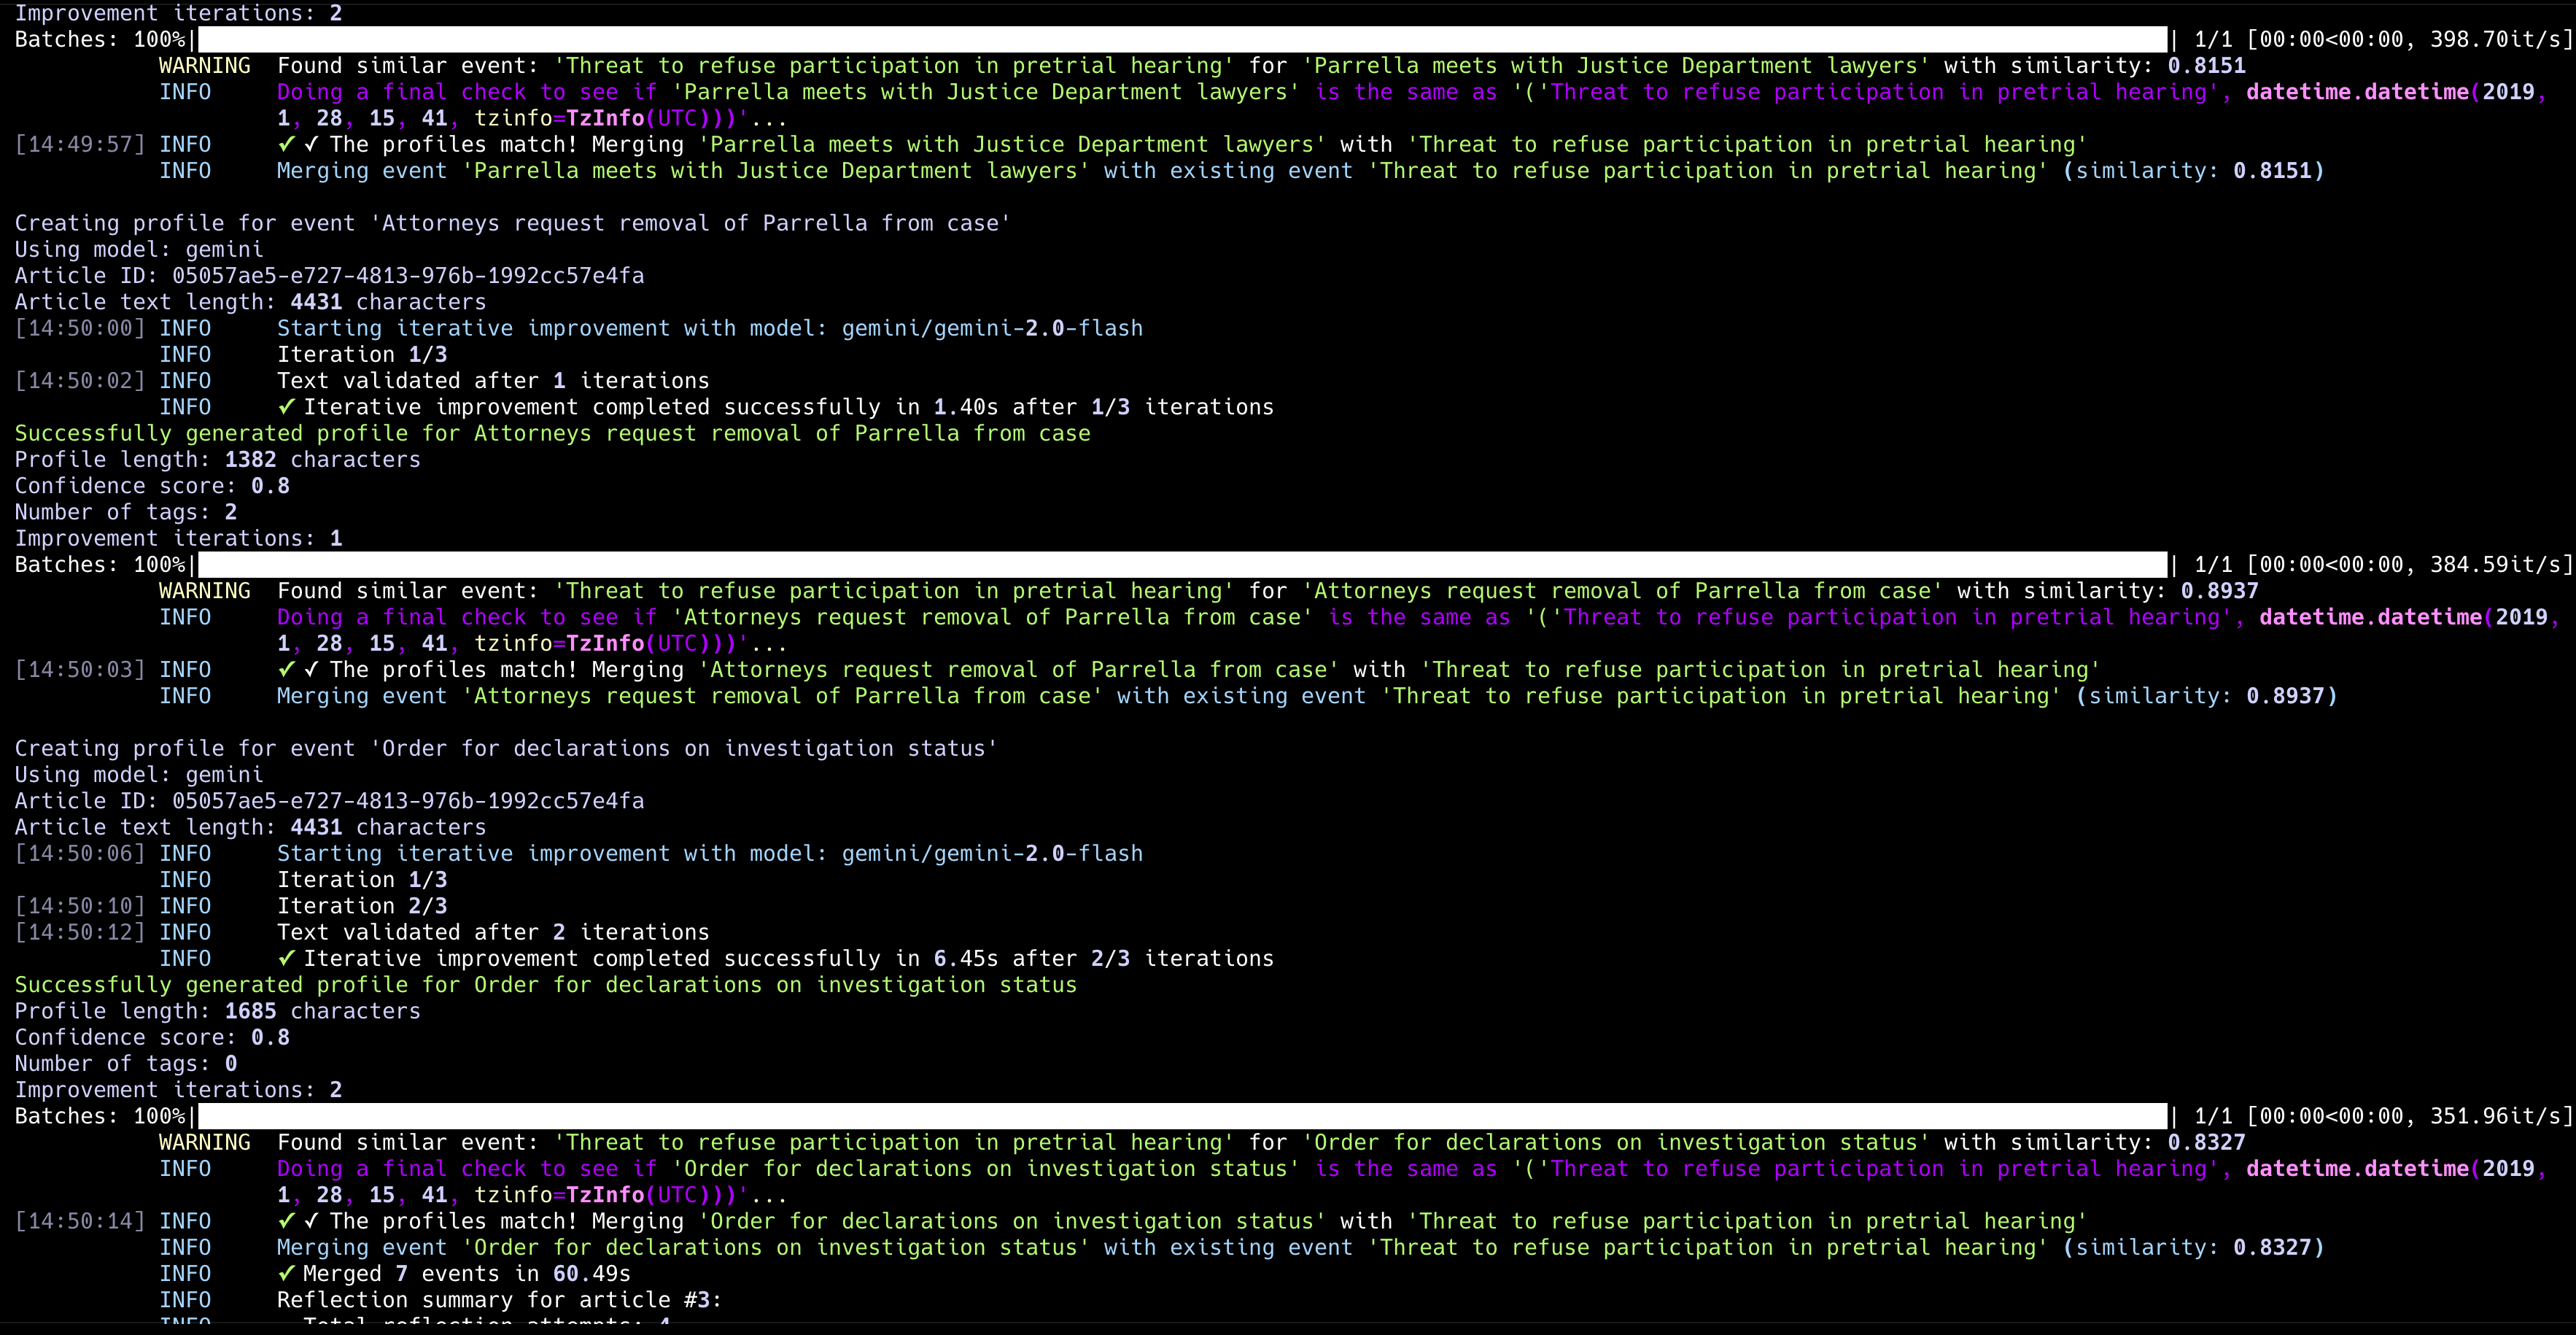 Improvement iterations: 2
Batches: 100%| | 1/1 [00:00<00:00, 398.70it/s]
WARNING Found similar event: 'Threat to refuse participation in pretrial hearing' for 'Parrella meets with Justice Department lawyers' with similarity: 0.8151
INFO Doing a final check to see if 'Parrella meets with Justice Department lawyers' is the same as '('Threat to refuse participation in pretrial hearing', datetime.datetime(2019,
1, 28, 15, 41, tzinfo=TzInfo(UTC)))'...
[14:49:57] INFO ✓ ✓ The profiles match! Merging 'Parrella meets with Justice Department lawyers' with 'Threat to refuse participation in pretrial hearing'
INFO Merging event 'Parrella meets with Justice Department lawyers' with existing event 'Threat to refuse participation in pretrial hearing' (similarity: 0.8151)
Creating profile for event 'Attorneys request removal of Parrella from case'
Using model: gemini
Article ID: 05057ae5-e727-4813-976b-1992cc57e4fa
Article text length: 4431 characters
[14:50:00] INFO Starting iterative improvement with model: gemini/gemini-2.0-flash
INFO Iteration 1/3
[14:50:02] INFO Text validated after 1 iterations
INFO ✓ Iterative improvement completed successfully in 1.40s after 1/3 iterations
Successfully generated profile for Attorneys request removal of Parrella from case
Profile length: 1382 characters
Confidence score: 0.8
Number of tags: 2
Improvement iterations: 1
Batches: 100%| | 1/1 [00:00<00:00, 384.59it/s]
WARNING Found similar event: 'Threat to refuse participation in pretrial hearing' for 'Attorneys request removal of Parrella from case' with similarity: 0.8937
INFO Doing a final check to see if 'Attorneys request removal of Parrella from case' is the same as '('Threat to refuse participation in pretrial hearing', datetime.datetime(2019,
1, 28, 15, 41, tzinfo=TzInfo(UTC)))'...
[14:50:03] INFO ✓ ✓ The profiles match! Merging 'Attorneys request removal of Parrella from case' with 'Threat to refuse participation in pretrial hearing'
INFO Merging event 'Attorneys request removal of Parrella from case' with existing event 'Threat to refuse participation in pretrial hearing' (similarity: 0.8937)
Creating profile for event 'Order for declarations on investigation status'
Using model: gemini
Article ID: 05057ae5-e727-4813-976b-1992cc57e4fa
Article text length: 4431 characters
[14:50:06] INFO Starting iterative improvement with model: gemini/gemini-2.0-flash
INFO Iteration 1/3
[14:50:10] INFO Iteration 2/3
[14:50:12] INFO Text validated after 2 iterations
INFO ✓ Iterative improvement completed successfully in 6.45s after 2/3 iterations
Successfully generated profile for Order for declarations on investigation status
Profile length: 1685 characters
Confidence score: 0.8
Number of tags: 0
Improvement iterations: 2
Batches: 100%| | 1/1 [00:00<00:00, 351.96it/s]
WARNING Found similar event: 'Threat to refuse participation in pretrial hearing' for 'Order for declarations on investigation status' with similarity: 0.8327
INFO Doing a final check to see if 'Order for declarations on investigation status' is the same as '('Threat to refuse participation in pretrial hearing', datetime.datetime(2019,
1, 28, 15, 41, tzinfo=TzInfo(UTC)))'...
[14:50:14] INFO ✓ ✓ The profiles match! Merging 'Order for declarations on investigation status' with 'Threat to refuse participation in pretrial hearing'
INFO Merging event 'Order for declarations on investigation status' with existing event 'Threat to refuse participation in pretrial hearing' (similarity: 0.8327)
INFO ✓ Merged 7 events in 60.49s
INFO Reflection summary for article #3:
INFO Total reflection attempts: 4